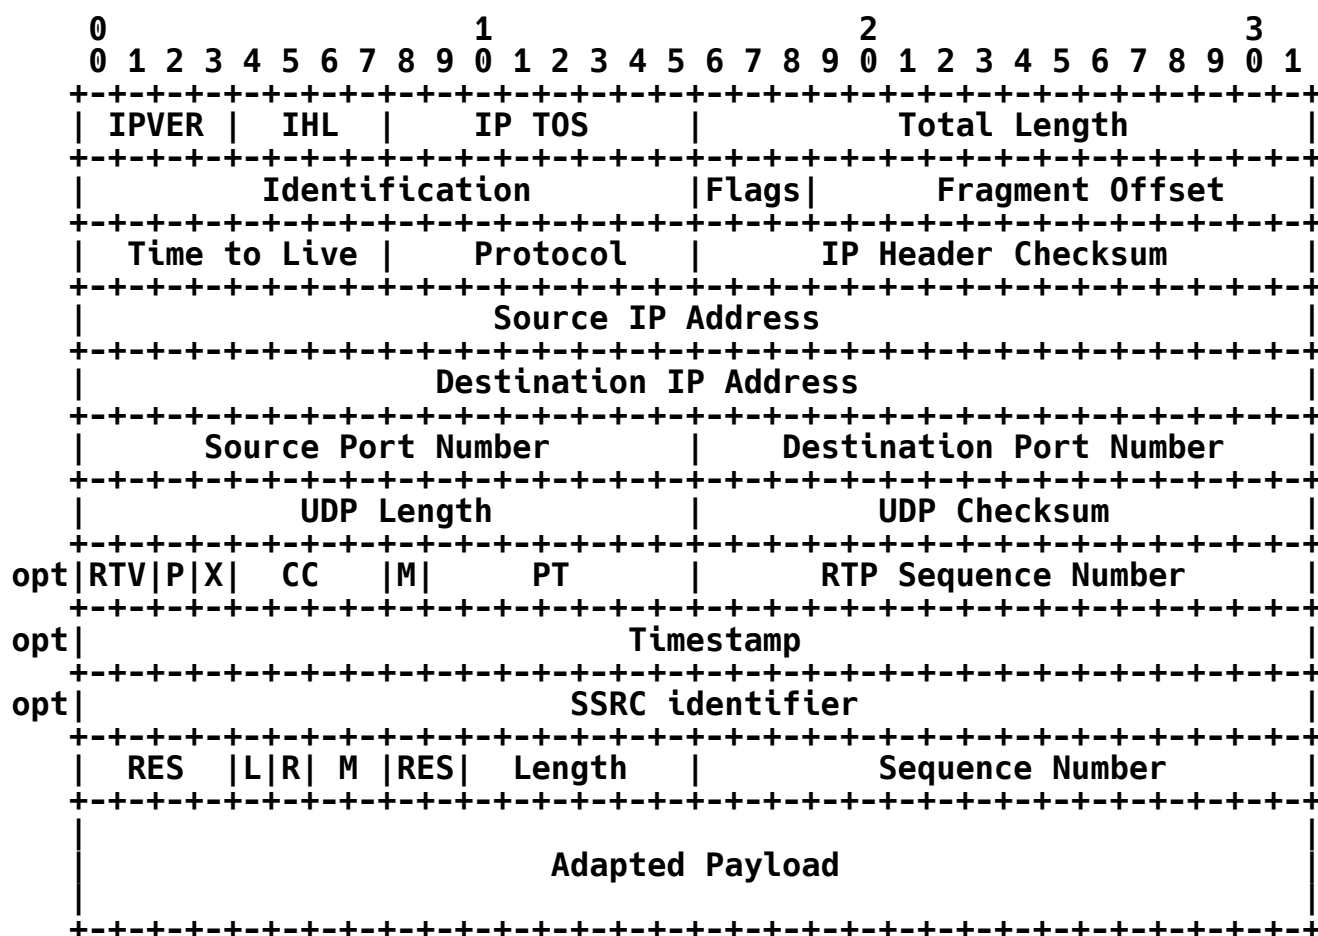 0                   1                   2                   3
    0 1 2 3 4 5 6 7 8 9 0 1 2 3 4 5 6 7 8 9 0 1 2 3 4 5 6 7 8 9 0 1
   +-+-+-+-+-+-+-+-+-+-+-+-+-+-+-+-+-+-+-+-+-+-+-+-+-+-+-+-+-+-+-+-+
   | IPVER |  IHL  |    IP TOS     |          Total Length         |
   +-+-+-+-+-+-+-+-+-+-+-+-+-+-+-+-+-+-+-+-+-+-+-+-+-+-+-+-+-+-+-+-+
   |         Identification        |Flags|      Fragment Offset    |
   +-+-+-+-+-+-+-+-+-+-+-+-+-+-+-+-+-+-+-+-+-+-+-+-+-+-+-+-+-+-+-+-+
   |  Time to Live |    Protocol   |      IP Header Checksum       |
   +-+-+-+-+-+-+-+-+-+-+-+-+-+-+-+-+-+-+-+-+-+-+-+-+-+-+-+-+-+-+-+-+
   |                     Source IP Address                         |
   +-+-+-+-+-+-+-+-+-+-+-+-+-+-+-+-+-+-+-+-+-+-+-+-+-+-+-+-+-+-+-+-+
   |                  Destination IP Address                       |
   +-+-+-+-+-+-+-+-+-+-+-+-+-+-+-+-+-+-+-+-+-+-+-+-+-+-+-+-+-+-+-+-+
   |      Source Port Number       |    Destination Port Number    |
   +-+-+-+-+-+-+-+-+-+-+-+-+-+-+-+-+-+-+-+-+-+-+-+-+-+-+-+-+-+-+-+-+
   |           UDP Length          |         UDP Checksum          |
   +-+-+-+-+-+-+-+-+-+-+-+-+-+-+-+-+-+-+-+-+-+-+-+-+-+-+-+-+-+-+-+-+
opt|RTV|P|X|  CC   |M|     PT      |      RTP Sequence Number      |
   +-+-+-+-+-+-+-+-+-+-+-+-+-+-+-+-+-+-+-+-+-+-+-+-+-+-+-+-+-+-+-+-+
opt|                            Timestamp                          |
   +-+-+-+-+-+-+-+-+-+-+-+-+-+-+-+-+-+-+-+-+-+-+-+-+-+-+-+-+-+-+-+-+
opt|                         SSRC identifier                       |
   +-+-+-+-+-+-+-+-+-+-+-+-+-+-+-+-+-+-+-+-+-+-+-+-+-+-+-+-+-+-+-+-+
   |  RES  |L|R| M |RES|  Length   |         Sequence Number       |
   +-+-+-+-+-+-+-+-+-+-+-+-+-+-+-+-+-+-+-+-+-+-+-+-+-+-+-+-+-+-+-+-+
   |                                                               |
   |                        Adapted Payload                        |
   |                                                               |
   +-+-+-+-+-+-+-+-+-+-+-+-+-+-+-+-+-+-+-+-+-+-+-+-+-+-+-+-+-+-+-+-+